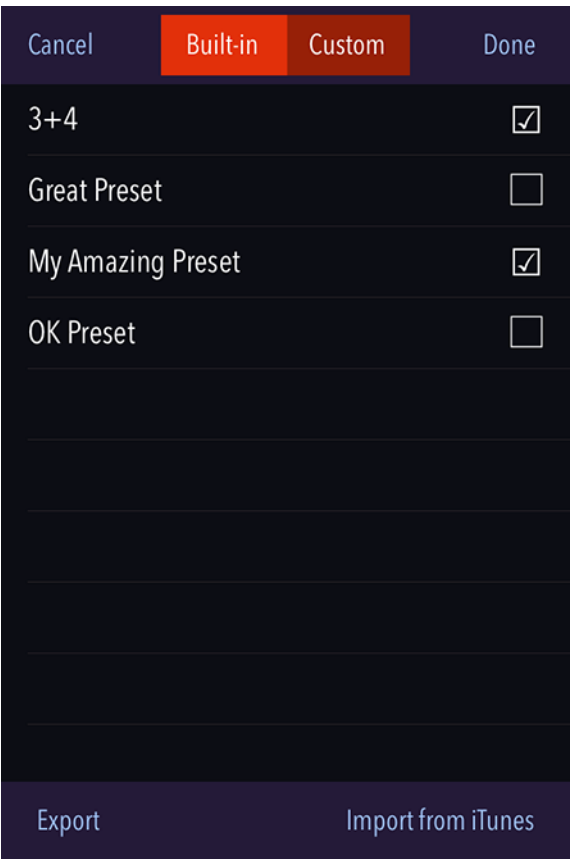 Cancel Built-in Custom Done
3+4
Great Preset
My Amazing Preset
OK Preset
Export Import from iTunes